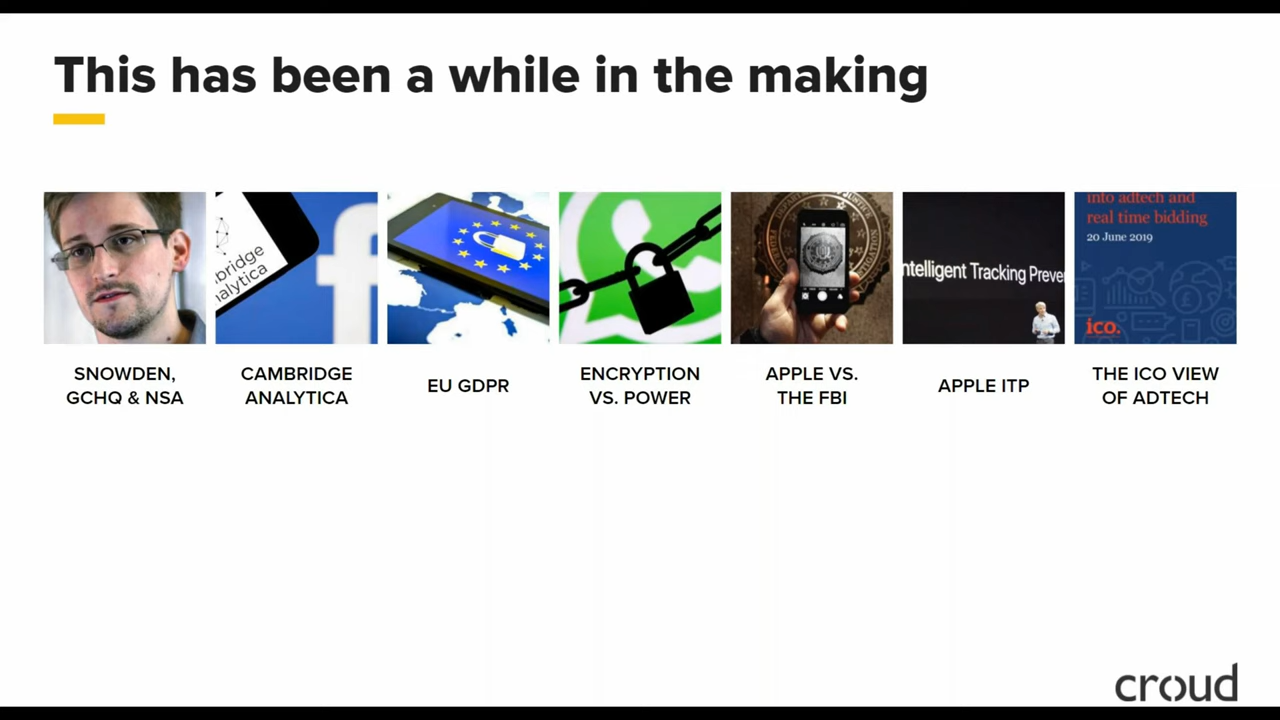 This has been a while in the making
bridge
nalytica
ntelligent Tracking Preve
into adtech and
real time bidding
20 June 2019
ico.
SNOWDEN,
GCHQ & NSA
CAMBRIDGE
ANALYTICA
EU GDPR
ENCRYPTION
VS. POWER
APPLE VS.
THE FBI
APPLE ITP
THE ICO VIEW
OF ADTECH
croud